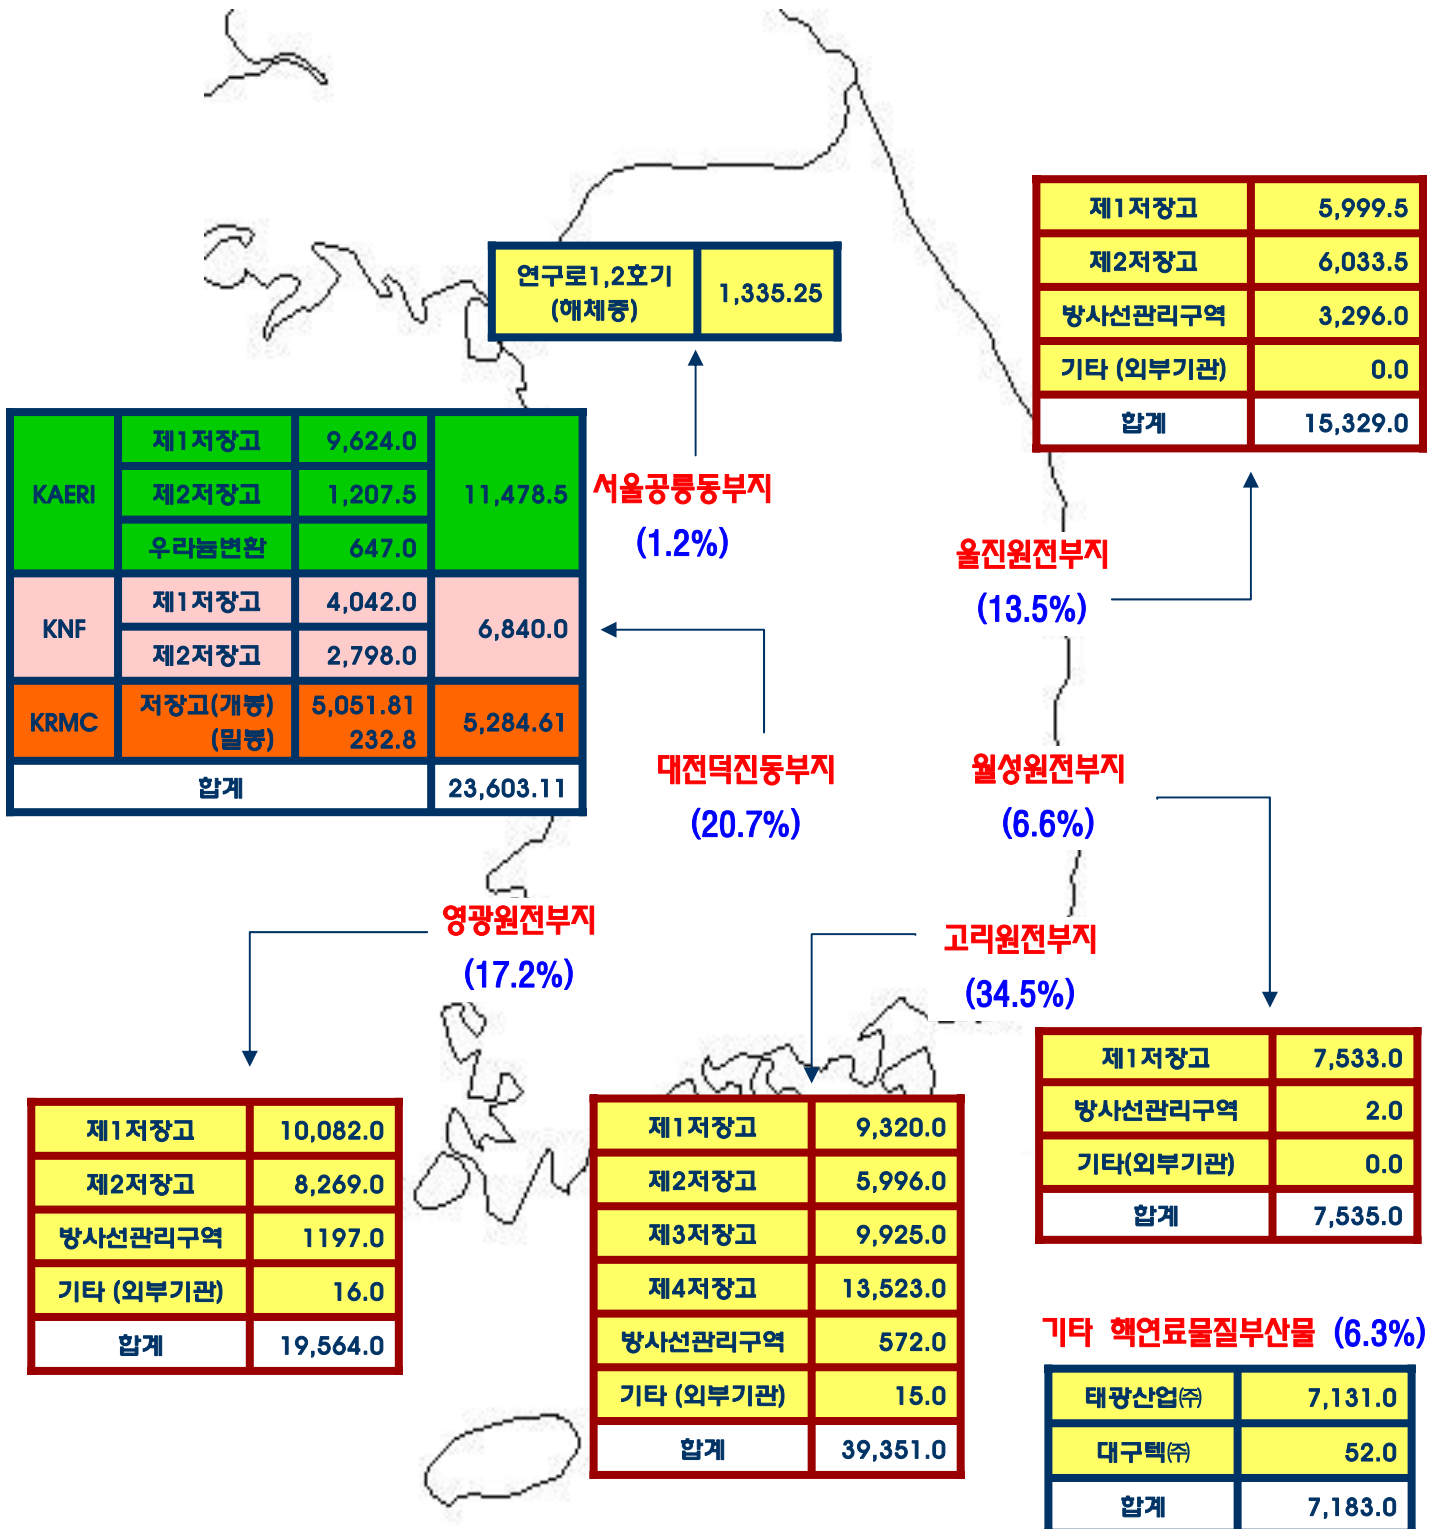 제1저장고 5,999.5
제2저장고 6,033.5
방사선관리구역 3,296.0
기타 (외부기관) 0.0
합계 15,329.0
연구로1,2호기
(해체중)
1,335.25
서울공릉동부지
(1.2%)
울진원전부지
(13.5%)
KAERI
제1저장고 9,624.0
제2저장고 1,207.5
우라늄변환 647.0
11,478.5
KNF
제1저장고 4,042.0
제2저장고 2,798.0
6,840.0
KRMC
저장고(개봉) 5,051.81
(밀봉) 232.8
5,284.61
합계 23,603.11
대전덕진동부지
(20.7%)
월성원전부지
(6.6%)
영광원전부지
(17.2%)
고리원전부지
(34.5%)
제1저장고 10,082.0
제2저장고 8,269.0
방사선관리구역 1197.0
기타 (외부기관) 16.0
합계 19,564.0
제1저장고 9,320.0
제2저장고 5,996.0
제3저장고 9,925.0
제4저장고 13,523.0
방사선관리구역 572.0
기타 (외부기관) 15.0
합계 39,351.0
제1저장고 7,533.0
방사선관리구역 2.0
기타(외부기관) 0.0
합계 7,535.0
기타 핵연료물질부산물 (6.3%)
태광산업㈜ 7,131.0
대구텍㈜ 52.0
합계 7,183.0